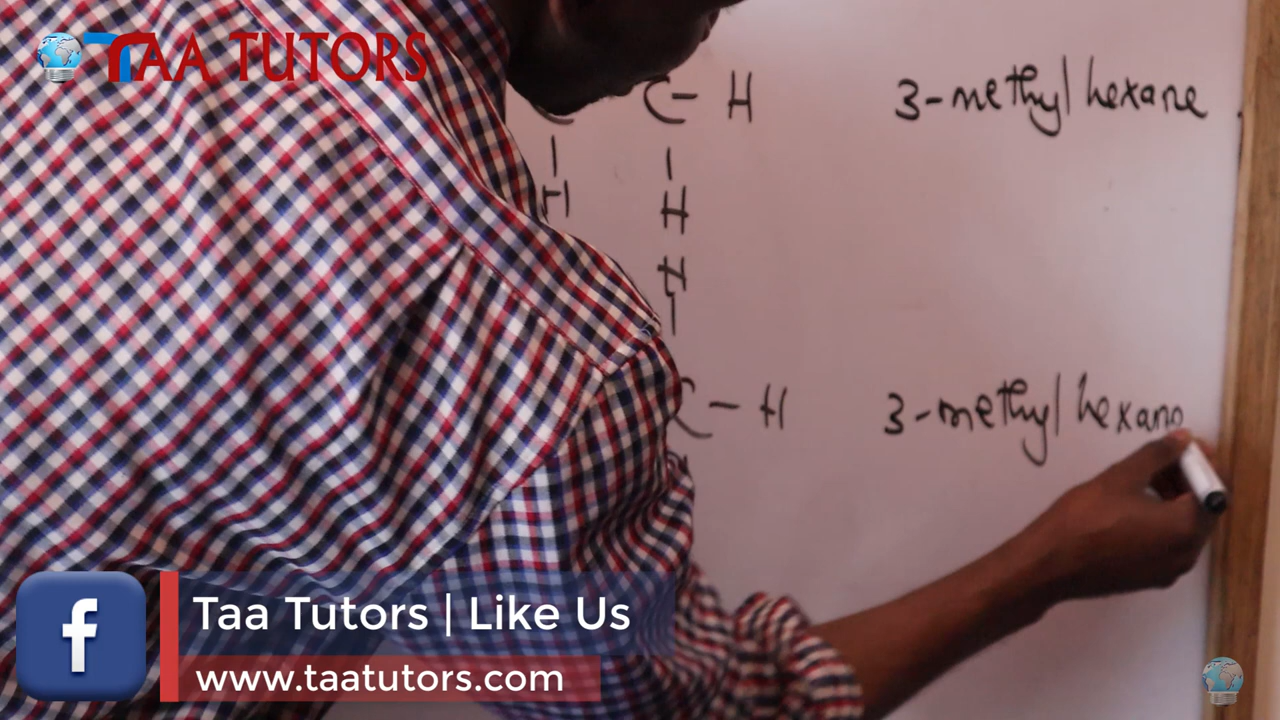 TAA TUTORS
C- H 3-methyl hexane
H H
H
C - H 3-methyl hexane
Taa Tutors | Like Us
www.taatutors.com
f